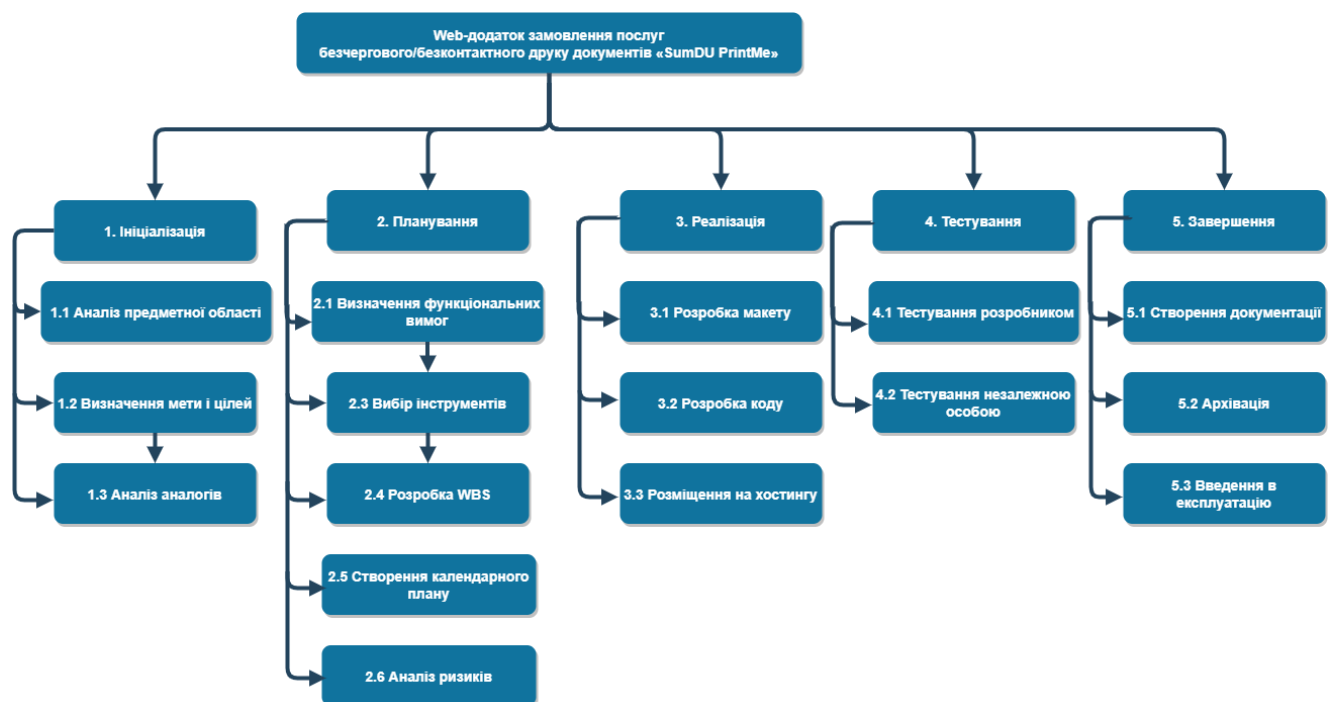 Web-додаток замовлення послуг
безчергового/безконтактного друку документів «SumDU PrintMe»
1. Ініціалізація
1.1 Аналіз предметної області
1.2 Визначення мети і цілей
1.3 Аналіз аналогів
2. Планування
2.1 Визначення функціональних
вимог
2.3 Вибір інструментів
2.4 Розробка WBS
2.5 Створення календарного
плану
2.6 Аналіз ризиків
3. Реалізація
3.1 Розробка макету
3.2 Розробка коду
3.3 Розміщення на хостингу
4. Тестування
4.1 Тестування розробником
4.2 Тестування незалежною
особою
5. Завершення
5.1 Створення документації
5.2 Архівація
5.3 Введення в
експлуатацію